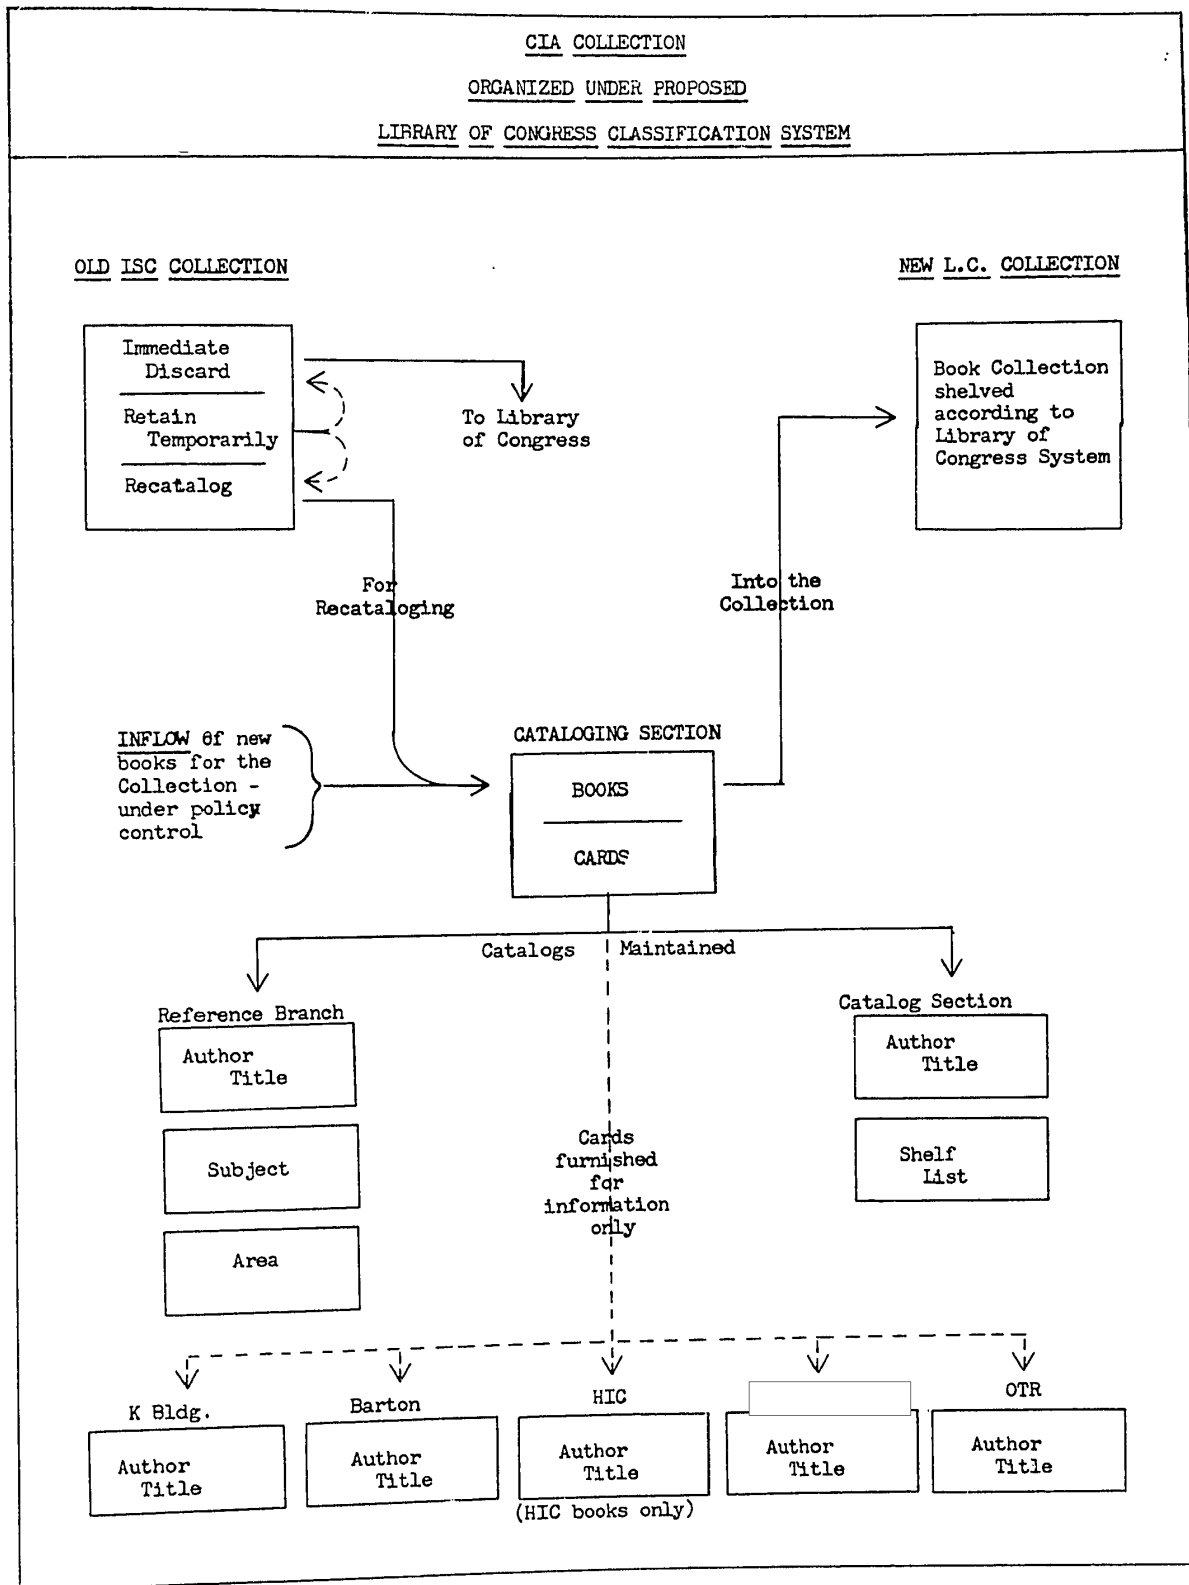 CIA COLLECTION
ORGANIZED UNDER PROPOSED
LIBRARY OF CONGRESS CLASSIFICATION SYSTEM
OLD ISC COLLECTION
NEW L.C. COLLECTION
Immediate
Discard
Retain
Temporarily
Recatalog
To Library
of Congress
Book Collection
shelved
according to
Library of
Congress System
For
Recataloging
Into the
Collection
INFLOW of new
books for the
Collection -
under policy
control
CATALOGING SECTION
BOOKS
CARDS
Catalogs Maintained
Reference Branch
Author
Title
Subject
Area
Catalog Section
Author
Title
Shelf
List
Cards
furnished
for
information
only
K Bldg.
Author
Title
Barton
Author
Title
HIC
Author
Title
(HIC books only)
Author
Title
OTR
Author
Title